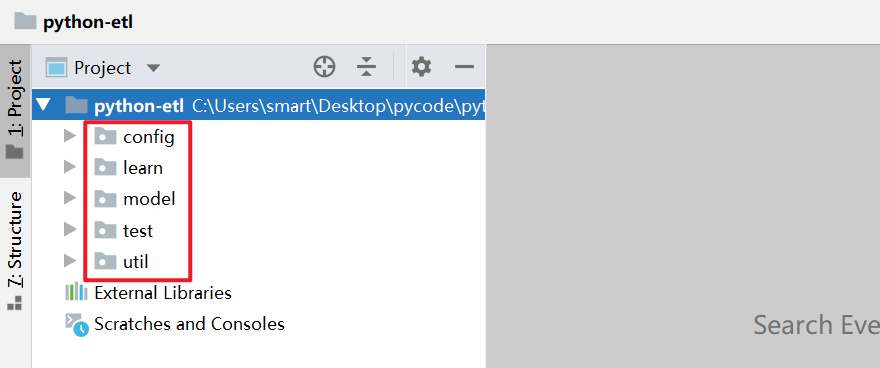 python-etl
1: Project
Project
python-etl C:\Users\smart\Desktop\pycode\pyt
config
learn
model
test
util
External Libraries
Scratches and Consoles
7: Structure
Search Eve